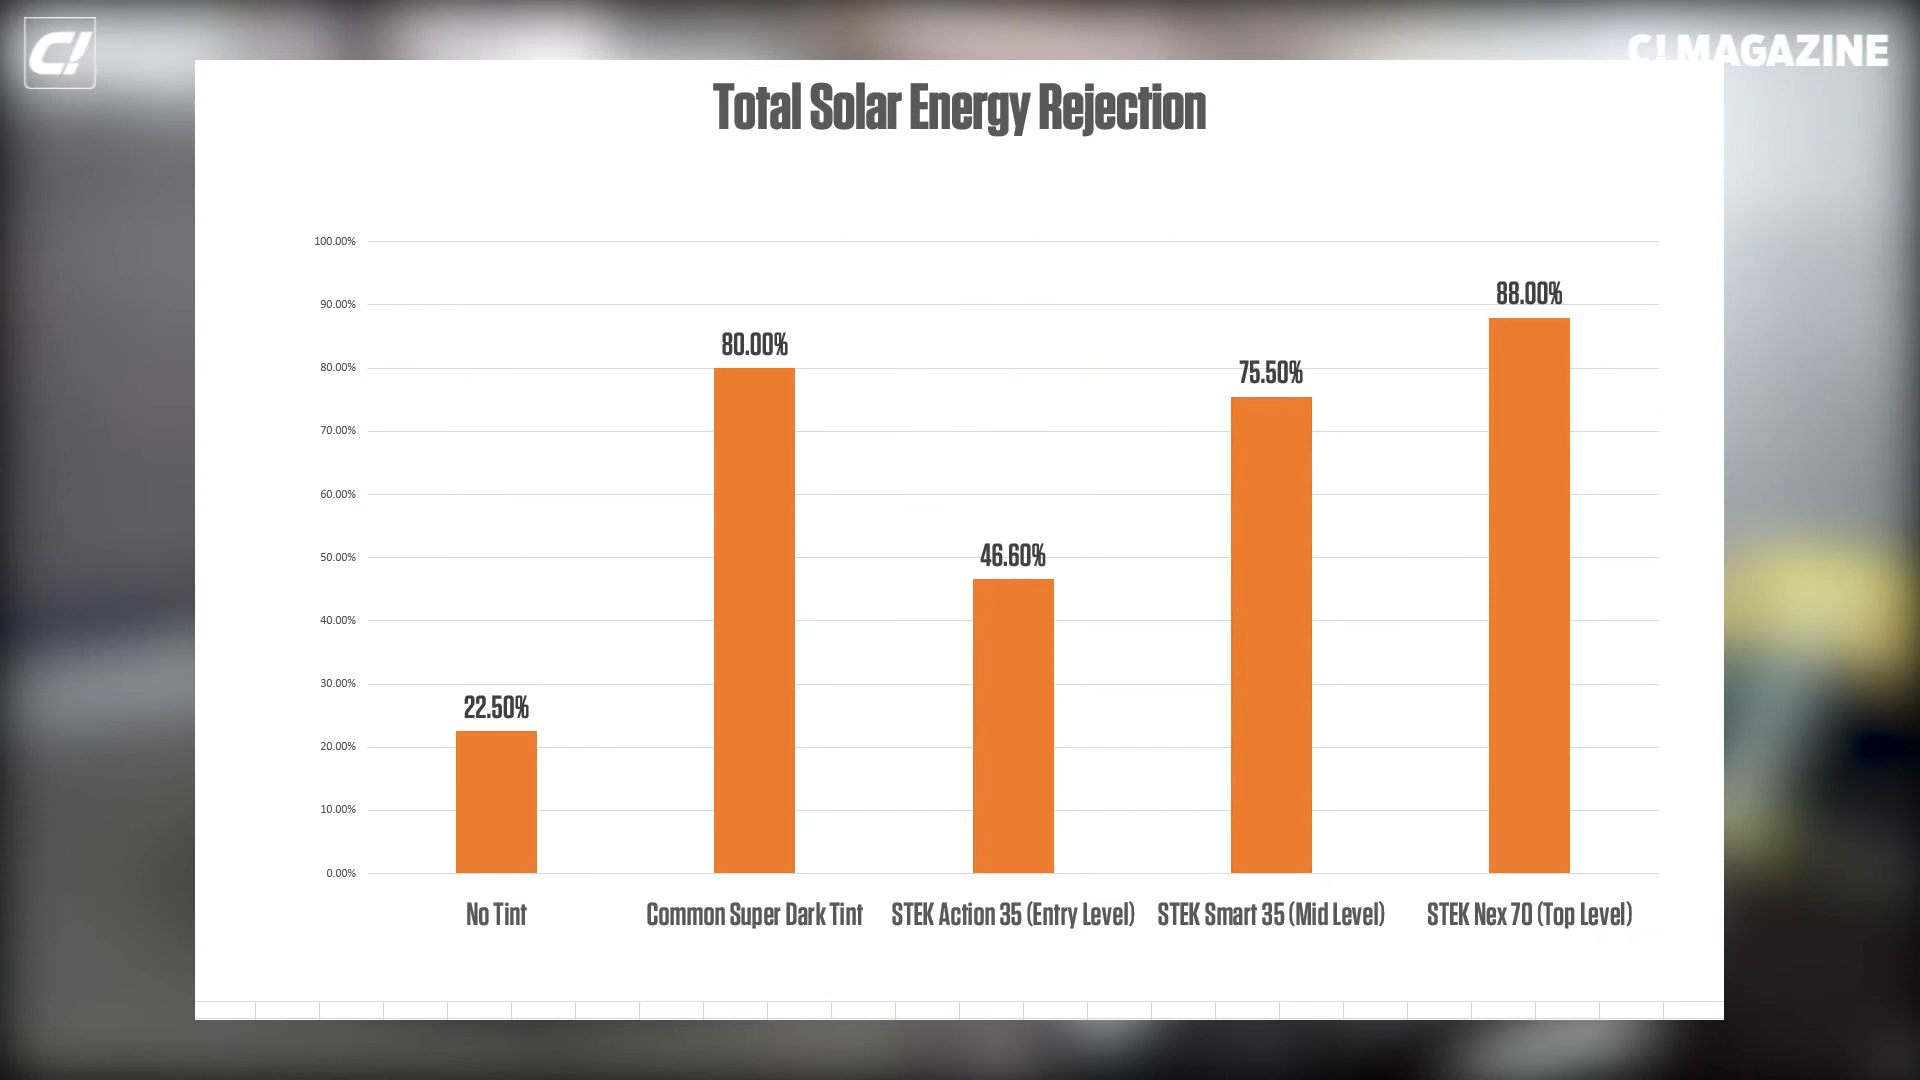 C!
C! MAGAZINE
Total Solar Energy Rejection
100.00%
90.00%
80.00%
70.00%
60.00%
50.00%
40.00%
30.00%
20.00%
10.00%
0.00%
22.50%
80.00%
46.60%
75.50%
88.00%
No Tint
Common Super Dark Tint
STEK Action 35 (Entry Level)
STEK Smart 35 (Mid Level)
STEK Nex 70 (Top Level)